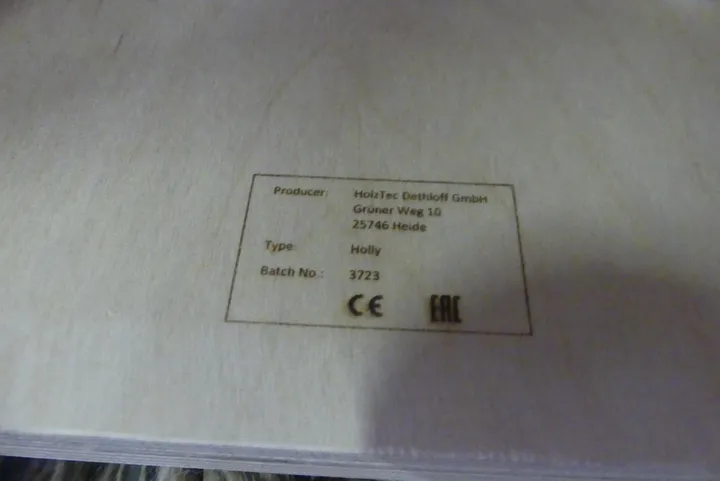 Producer: HolzTec Dethloff GmbH
Grüner Weg 10
25746 Heide
Type: Holly
Batch No.: 3723
CE EAC